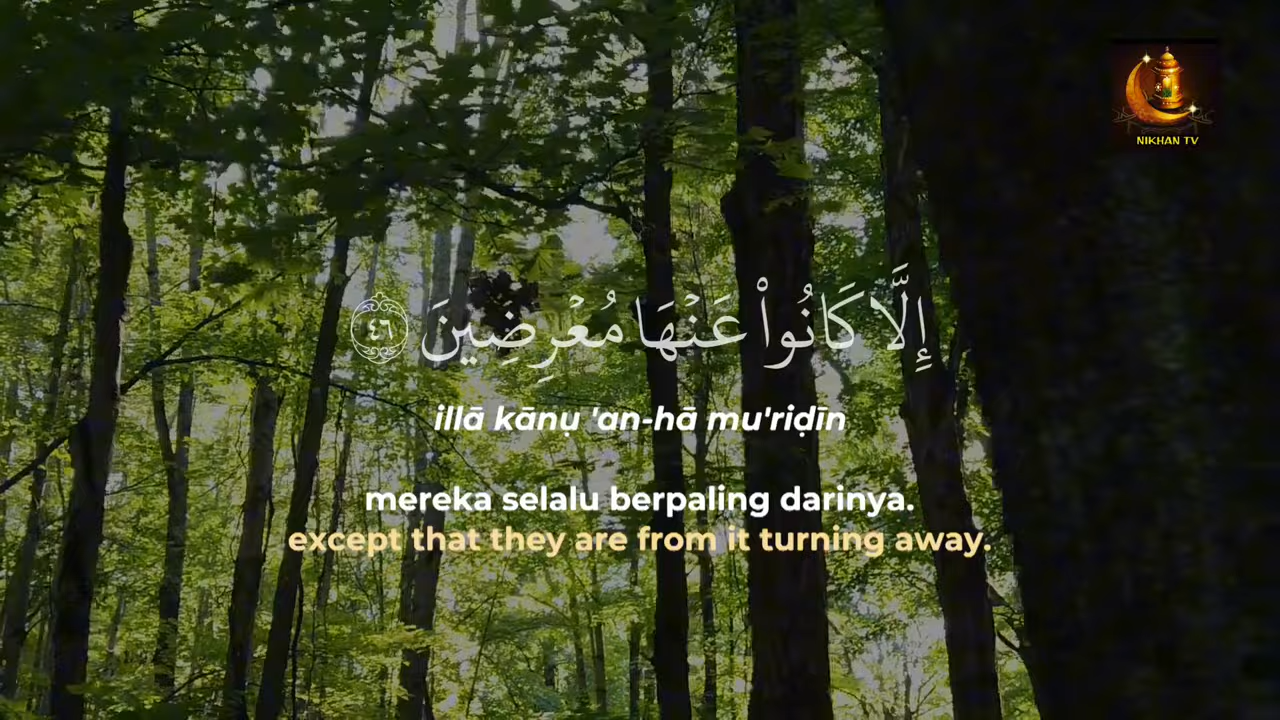 NIKHAN TV
إِلَّا كَانُوا۟ عَنْهَا مُعْرِضِينَ ٤٦
illā kānụ 'an-hā mu'riḍīn
mereka selalu berpaling darinya.
except that they are from it turning away.